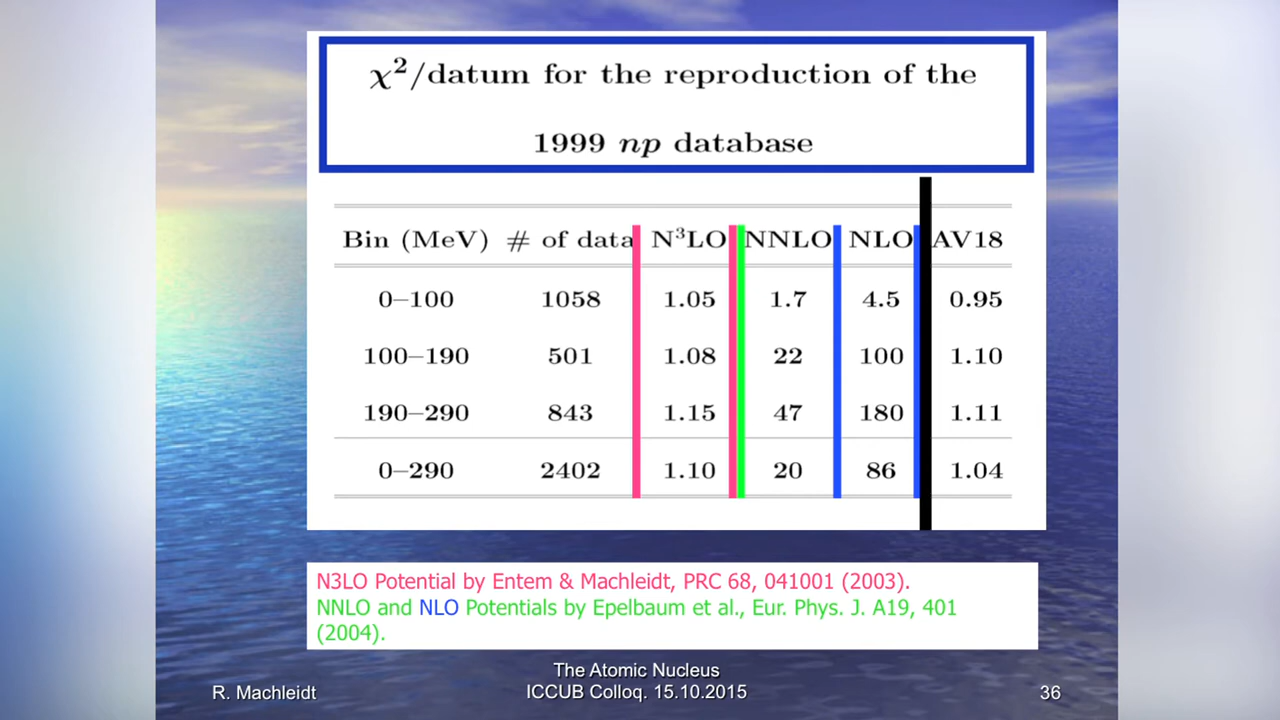 χ²/datum for the reproduction of the
1999 np database
Bin (MeV) # of data N³LO NNLO NLO AV18
0–100 1058 1.05 1.7 4.5 0.95
100–190 501 1.08 22 100 1.10
190–290 843 1.15 47 180 1.11
0–290 2402 1.10 20 86 1.04
N3LO Potential by Entem & Machleidt, PRC 68, 041001 (2003).
NNLO and NLO Potentials by Epelbaum et al., Eur. Phys. J. A19, 401
(2004).
The Atomic Nucleus
R. Machleidt ICCUB Colloq. 15.10.2015 36